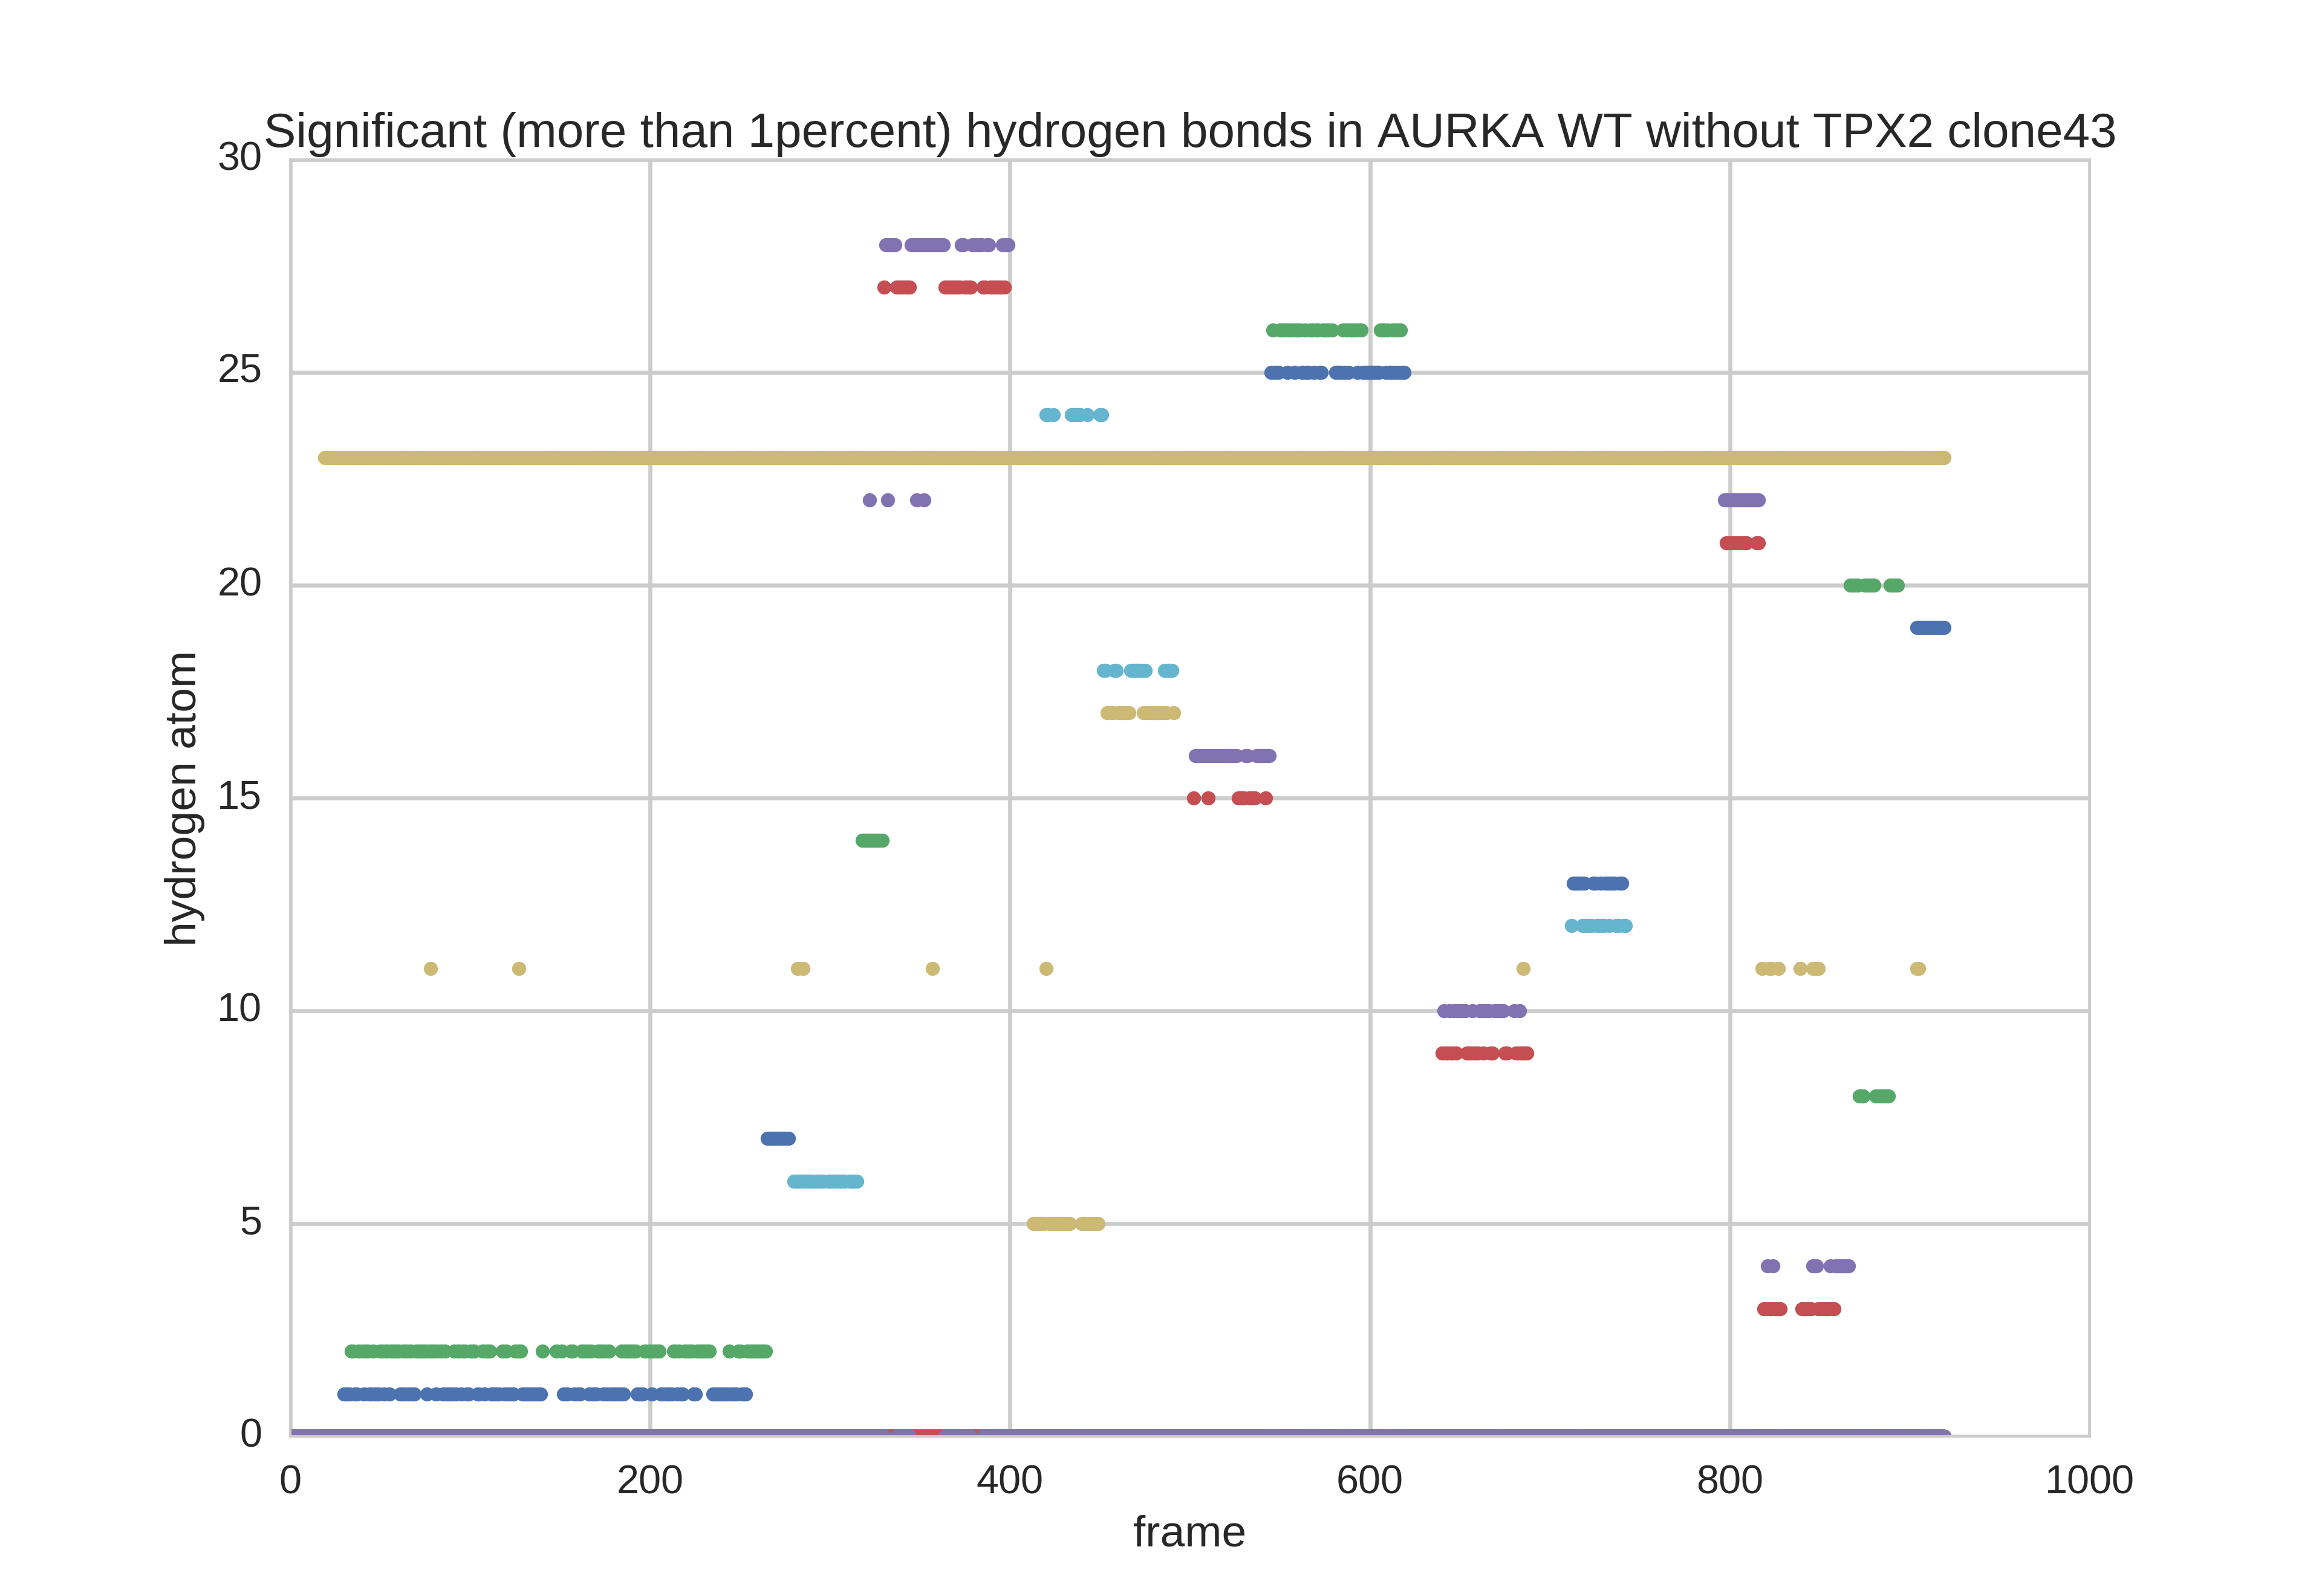 Significant (more than 1percent) hydrogen bonds in AURKA WT without TPX2 clone43
30
25
20
15
10
5
0
hydrogen atom
0 200 400 600 800 1000
frame